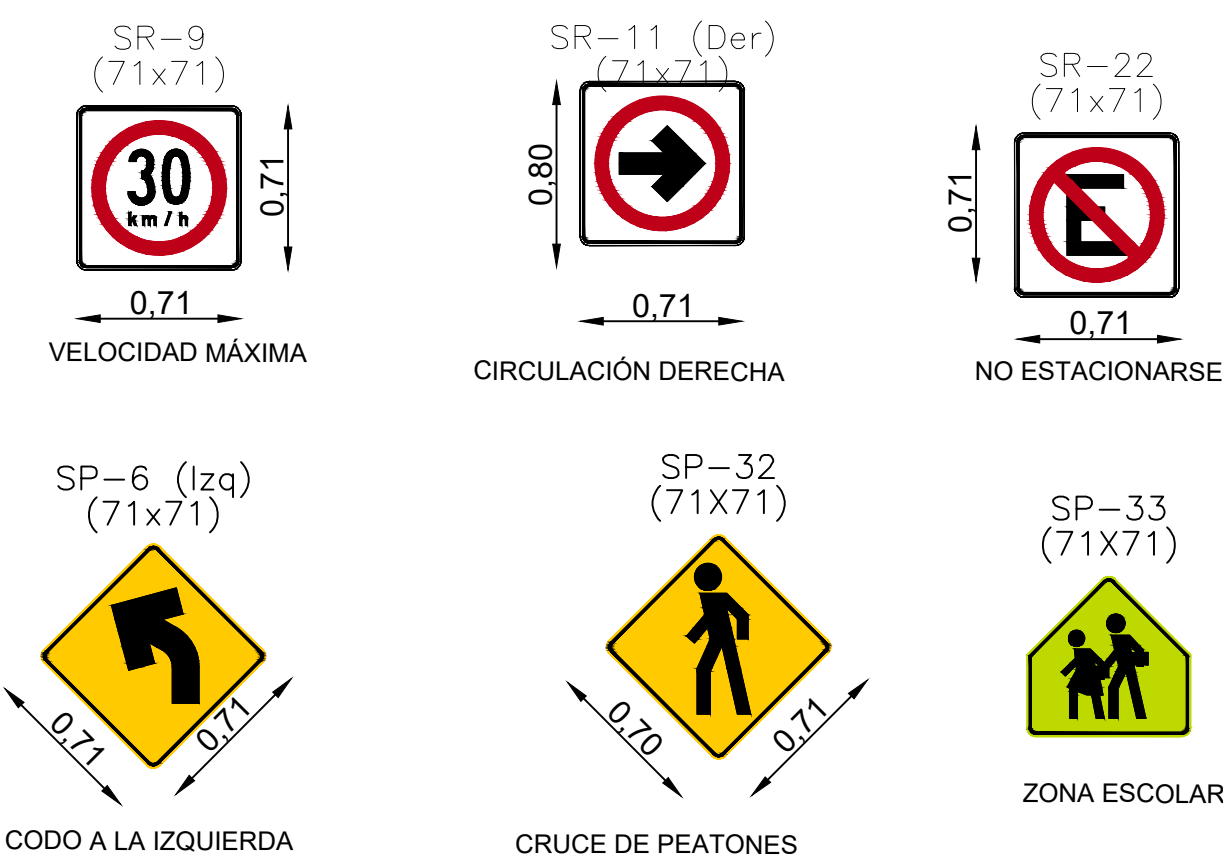 SR-9
(71x71)
30
km/h
0,71
0,71
VELOCIDAD MÁXIMA
SR-11 (Der)
(71x71)
0,80
0,71
CIRCULACIÓN DERECHA
SR-22
(71x71)
0,71
E
0,71
NO ESTACIONARSE
SP-6 (Izq)
(71x71)
0,71
0,71
CODO A LA IZQUIERDA
SP-32
(71X71)
0,70
0,71
CRUCE DE PEATONES
SP-33
(71X71)
ZONA ESCOLAR